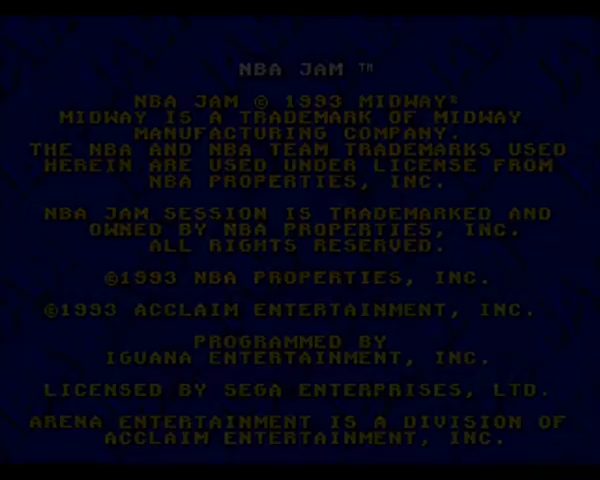 NBA JAM ™
NBA JAM © 1993 MIDWAY®
MIDWAY IS A TRADEMARK OF MIDWAY
MANUFACTURING COMPANY.
THE NBA AND NBA TEAM TRADEMARKS USED
HEREIN ARE USED UNDER LICENSE FROM
NBA PROPERTIES, INC.
NBA JAM SESSION IS TRADEMARKED AND
OWNED BY NBA PROPERTIES, INC.
ALL RIGHTS RESERVED.
©1993 NBA PROPERTIES, INC.
©1993 ACCLAIM ENTERTAINMENT, INC.
PROGRAMMED BY
IGUANA ENTERTAINMENT, INC.
LICENSED BY SEGA ENTERPRISES, LTD.
ARENA ENTERTAINMENT IS A DIVISION OF
ACCLAIM ENTERTAINMENT, INC.